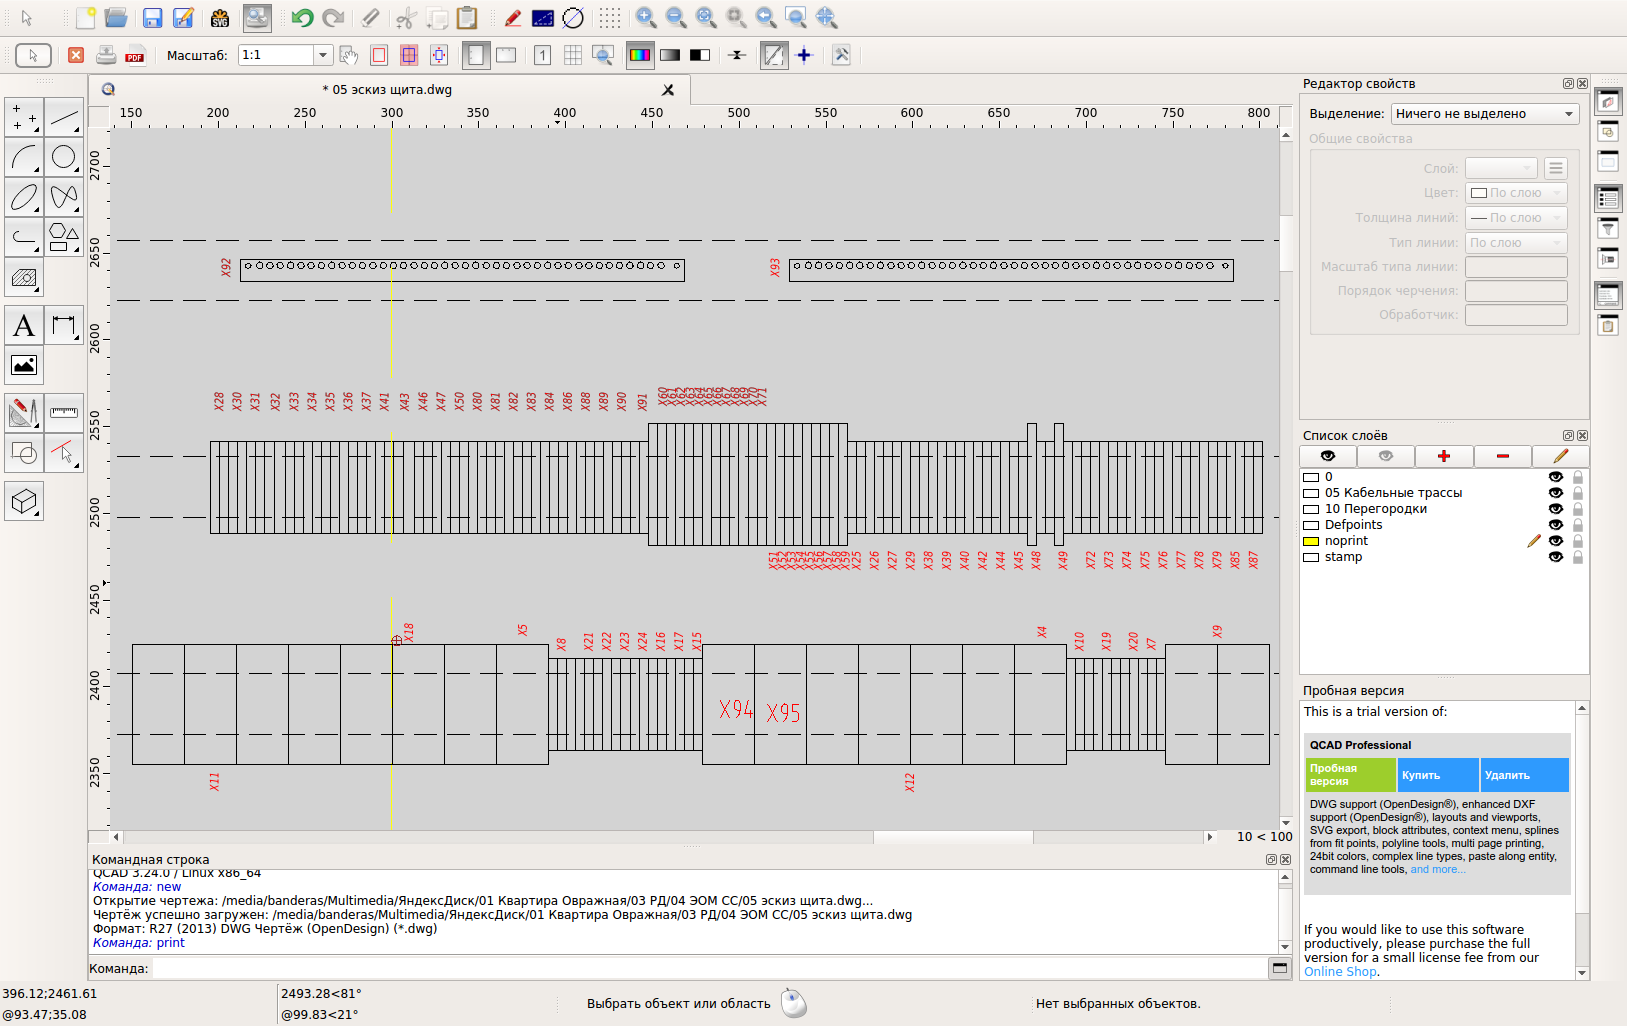 SVG
PDF
Масштаб: 1:1
1
* 05 эскиз щита.dwg
150 200 250 300 350 400 450 500 550 600 650 700 750 800
2700
2650
2600
2550
2500
2450
2400
2350
X92 X93
X28 X30 X31 X32 X33 X34 X35 X36 X37 X41 X43 X46 X47 X50 X80 X81 X82 X83 X84 X86 X88 X89 X90 X91 X60 X61 X62 X63 X64 X65 X66 X67 X68 X69 X70 X71
X51 X52 X53 X54 X55 X56 X57 X58 X59 X25 X26 X27 X29 X38 X39 X40 X42 X44 X45 X48 X49 X72 X73 X74 X75 X76 X77 X78 X79 X85 X87
X18 X5 X8 X21 X22 X23 X24 X16 X17 X15 X4 X10 X19 X20 X7 X9
X94 X95
X11 X12
10 < 100
Командная строка
QCAD 3.24.0 / Linux x86_64
Команда: new
Открытие чертежа: /media/banderas/Multimedia/ЯндексДиск/01 Квартира Овражная/03 РД/04 ЭОМ СС/05 эскиз щита.dwg...
Чертёж успешно загружен: /media/banderas/Multimedia/ЯндексДиск/01 Квартира Овражная/03 РД/04 ЭОМ СС/05 эскиз щита.dwg
Формат: R27 (2013) DWG Чертёж (OpenDesign) (*.dwg)
Команда: print
Команда:
396.12;2461.61
@93.47;35.08
2493.28<81°
@99.83<21°
Выбрать объект или область
Нет выбранных объектов.
Редактор свойств
Выделение: Ничего не выделено
Общие свойства
Слой:
Цвет: По слою
Толщина линий: По слою
Тип линии: По слою
Масштаб типа линии:
Порядок черчения:
Обработчик:
Список слоёв
0
05 Кабельные трассы
10 Перегородки
Defpoints
noprint
stamp
Пробная версия
This is a trial version of:
QCAD Professional
Пробная версия
Купить
Удалить
DWG support (OpenDesign®), enhanced DXF
support (OpenDesign®), layouts and viewports,
SVG export, block attributes, context menu, splines
from fit points, polyline tools, multi page printing,
24bit colors, complex line types, paste along entity,
command line tools, and more...
If you would like to use this software
productively, please purchase the full
version for a small license fee from our
Online Shop.